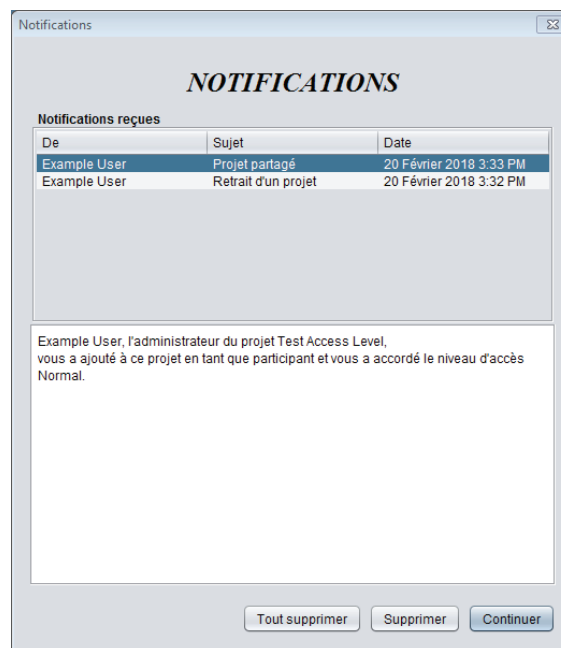 Notifications
NOTIFICATIONS
Notifications reçues
De Sujet Date
Example User Projet partagé 20 Février 2018 3:33 PM
Example User Retrait d'un projet 20 Février 2018 3:32 PM
Example User, l'administrateur du projet Test Access Level,
vous a ajouté à ce projet en tant que participant et vous a accordé le niveau d'accès
Normal.
Tout supprimer Supprimer Continuer